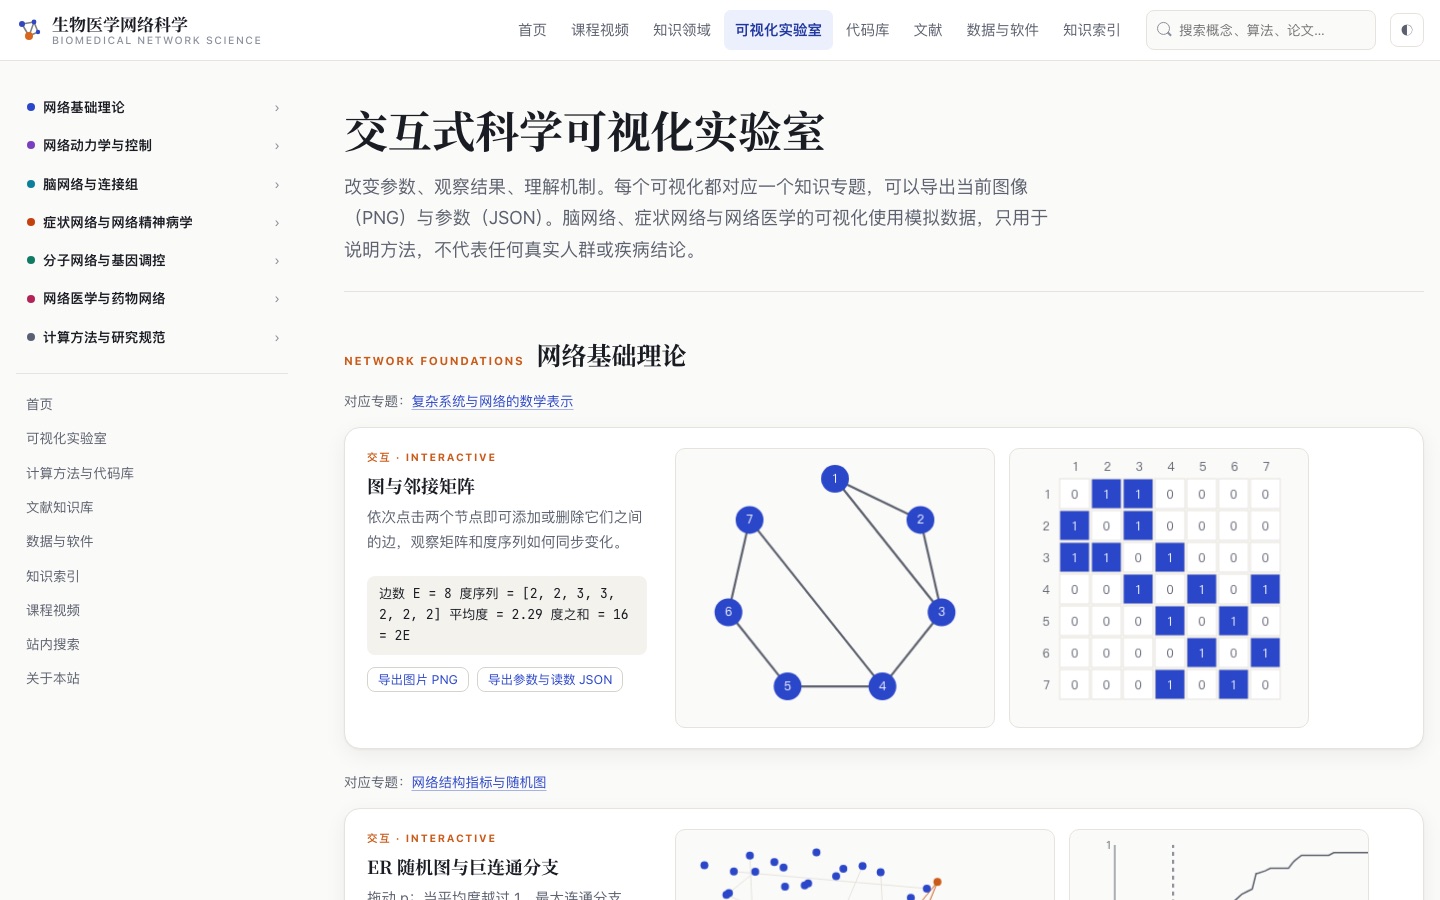 生物医学网络科学
BIOMEDICAL NETWORK SCIENCE
首页 课程视频 知识领域 可视化实验室 代码库 文献 数据与软件 知识索引 搜索概念、算法、论文...
网络基础理论
网络动力学与控制
脑网络与连接组
症状网络与网络精神病学
分子网络与基因调控
网络医学与药物网络
计算方法与研究规范
首页
可视化实验室
计算方法与代码库
文献知识库
数据与软件
知识索引
课程视频
站内搜索
关于本站
交互式科学可视化实验室
改变参数、观察结果、理解机制。每个可视化都对应一个知识专题，可以导出当前图像
（PNG）与参数（JSON）。脑网络、症状网络与网络医学的可视化使用模拟数据，只用于
说明方法，不代表任何真实人群或疾病结论。
NETWORK FOUNDATIONS 网络基础理论
对应专题：复杂系统与网络的数学表示
交互 · INTERACTIVE
图与邻接矩阵
依次点击两个节点即可添加或删除它们之间
的边，观察矩阵和度序列如何同步变化。
边数 E = 8 度序列 = [2, 2, 3, 3,
2, 2, 2] 平均度 = 2.29 度之和 = 16
= 2E
导出图片 PNG 导出参数与读数 JSON
1
7 2
6 3
5 4
1 2 3 4 5 6 7
1 0 1 1 0 0 0 0
2 1 0 1 0 0 0 0
3 1 1 0 1 0 0 0
4 0 0 1 0 1 0 1
5 0 0 0 1 0 1 0
6 0 0 0 0 1 0 1
7 0 0 0 1 0 1 0
对应专题：网络结构指标与随机图
交互 · INTERACTIVE
ER 随机图与巨连通分支
拖动 p：当平均度越过 1，最大连通分支
1